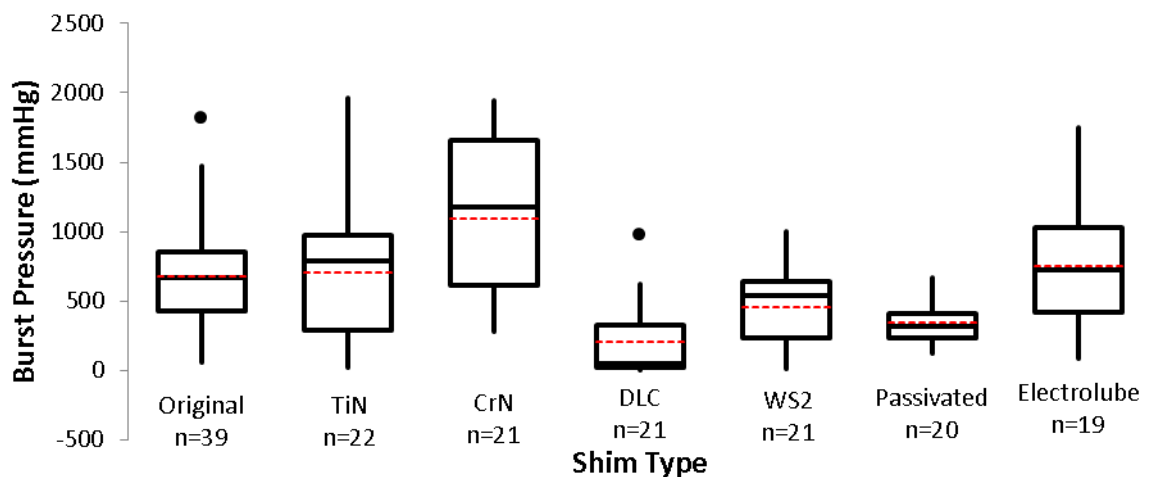 2500
2000
1500
1000
500
0
-500
Burst Pressure (mmHg)
Original
n=39
TiN
n=22
CrN
n=21
DLC
n=21
WS2
n=21
Passivated
n=20
Electrolube
n=19
Shim Type